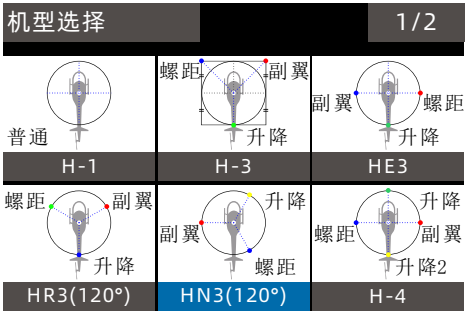 机型选择
1/2
普通
H-1
螺距
副翼
升降
H-3
副翼
螺距
升降
HE3
螺距
副翼
升降
HR3(120°)
升降
副翼
螺距
HN3(120°)
升降
螺距
副翼
升降2
H-4